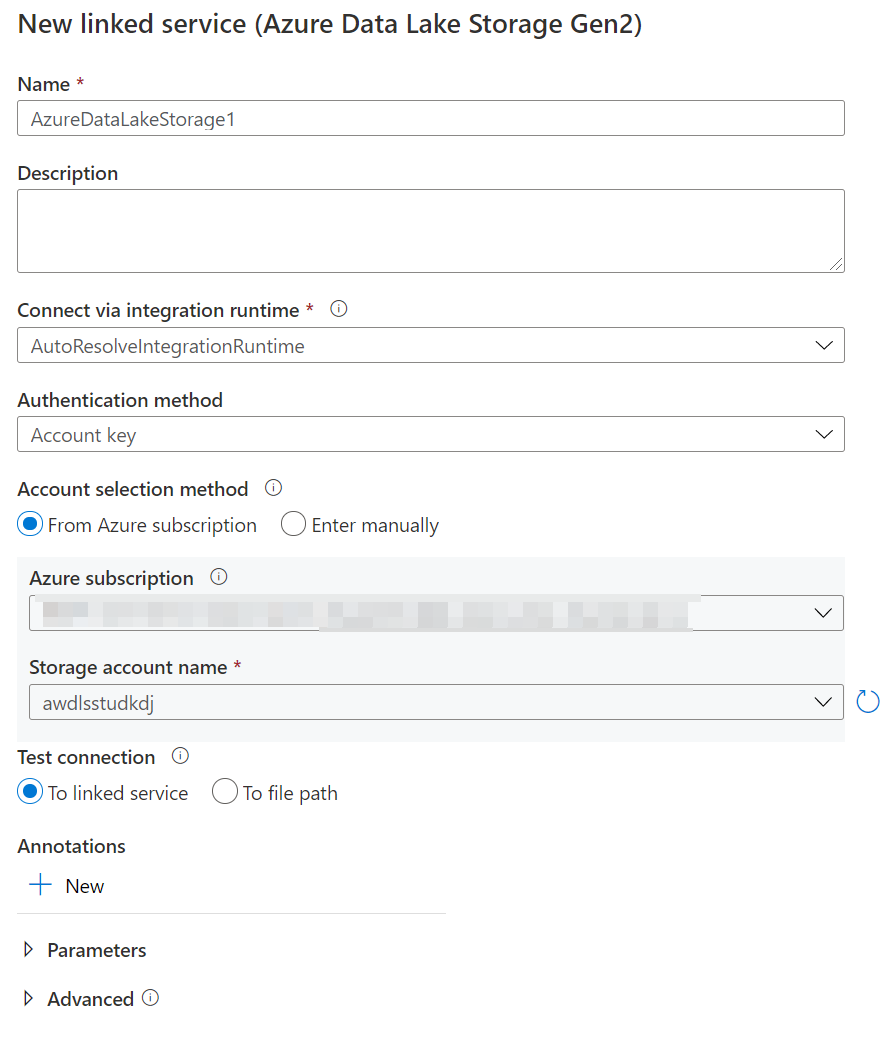 New linked service (Azure Data Lake Storage Gen2)
Name *
AzureDataLakeStorage1
Description
Connect via integration runtime *
AutoResolveIntegrationRuntime
Authentication method
Account key
Account selection method
From Azure subscription Enter manually
Azure subscription
Storage account name *
awdlsstudkdj
Test connection
To linked service To file path
Annotations
New
Parameters
Advanced